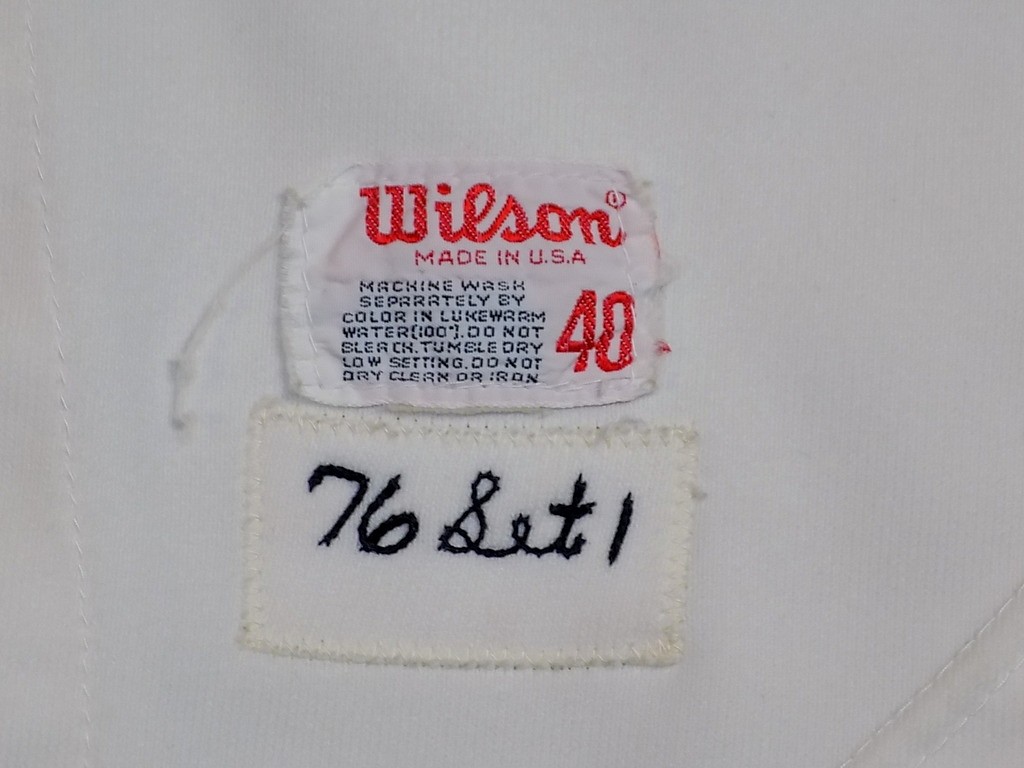 Wilson®
MADE IN U.S.A
MACHINE WASH
SEPARATELY BY
COLOR IN LUKEWARM
WATER(100°). DO NOT
BLEACH. TUMBLE DRY
LOW SETTING. DO NOT
DRY CLEAN OR IRON
40
76 Set 1